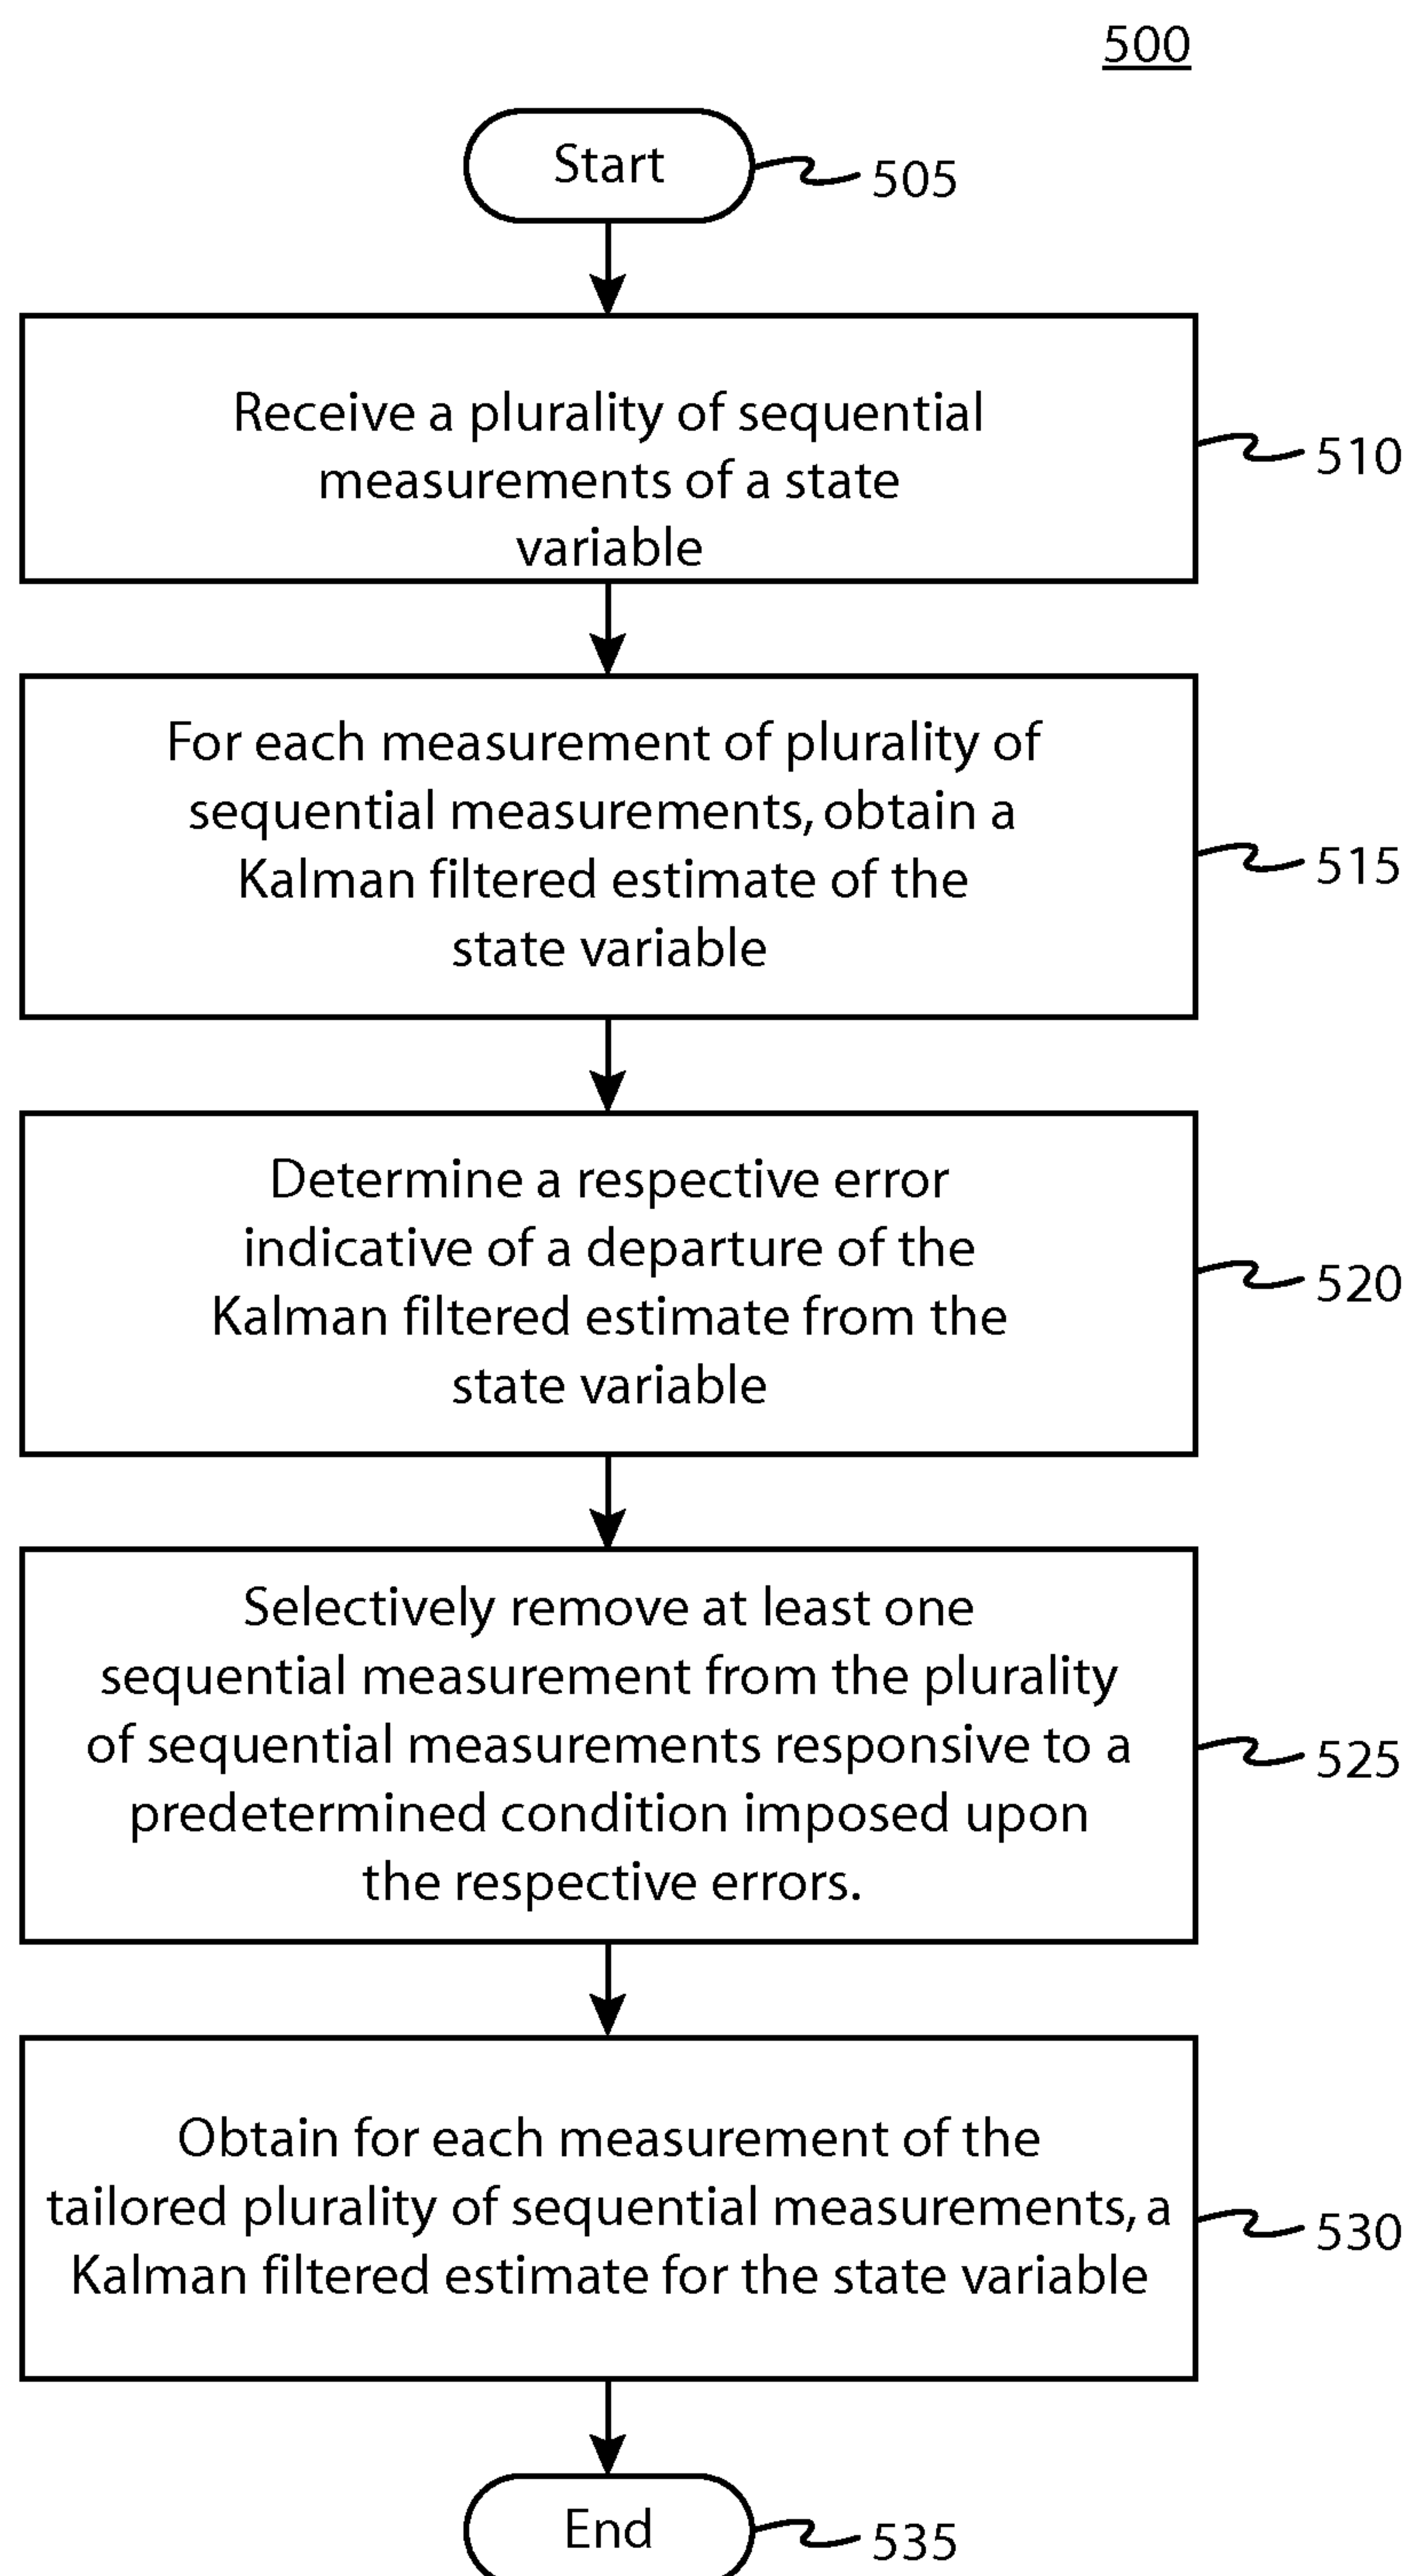 500
Start
505
Receive a plurality of sequential
measurements of a state
variable
510
For each measurement of plurality of
sequential measurements, obtain a
Kalman filtered estimate of the
state variable
515
Determine a respective error
indicative of a departure of the
Kalman filtered estimate from the
state variable
520
Selectively remove at least one
sequential measurement from the plurality
of sequential measurements responsive to a
predetermined condition imposed upon
the respective errors.
525
Obtain for each measurement of the
tailored plurality of sequential measurements, a
Kalman filtered estimate for the state variable
530
End
535